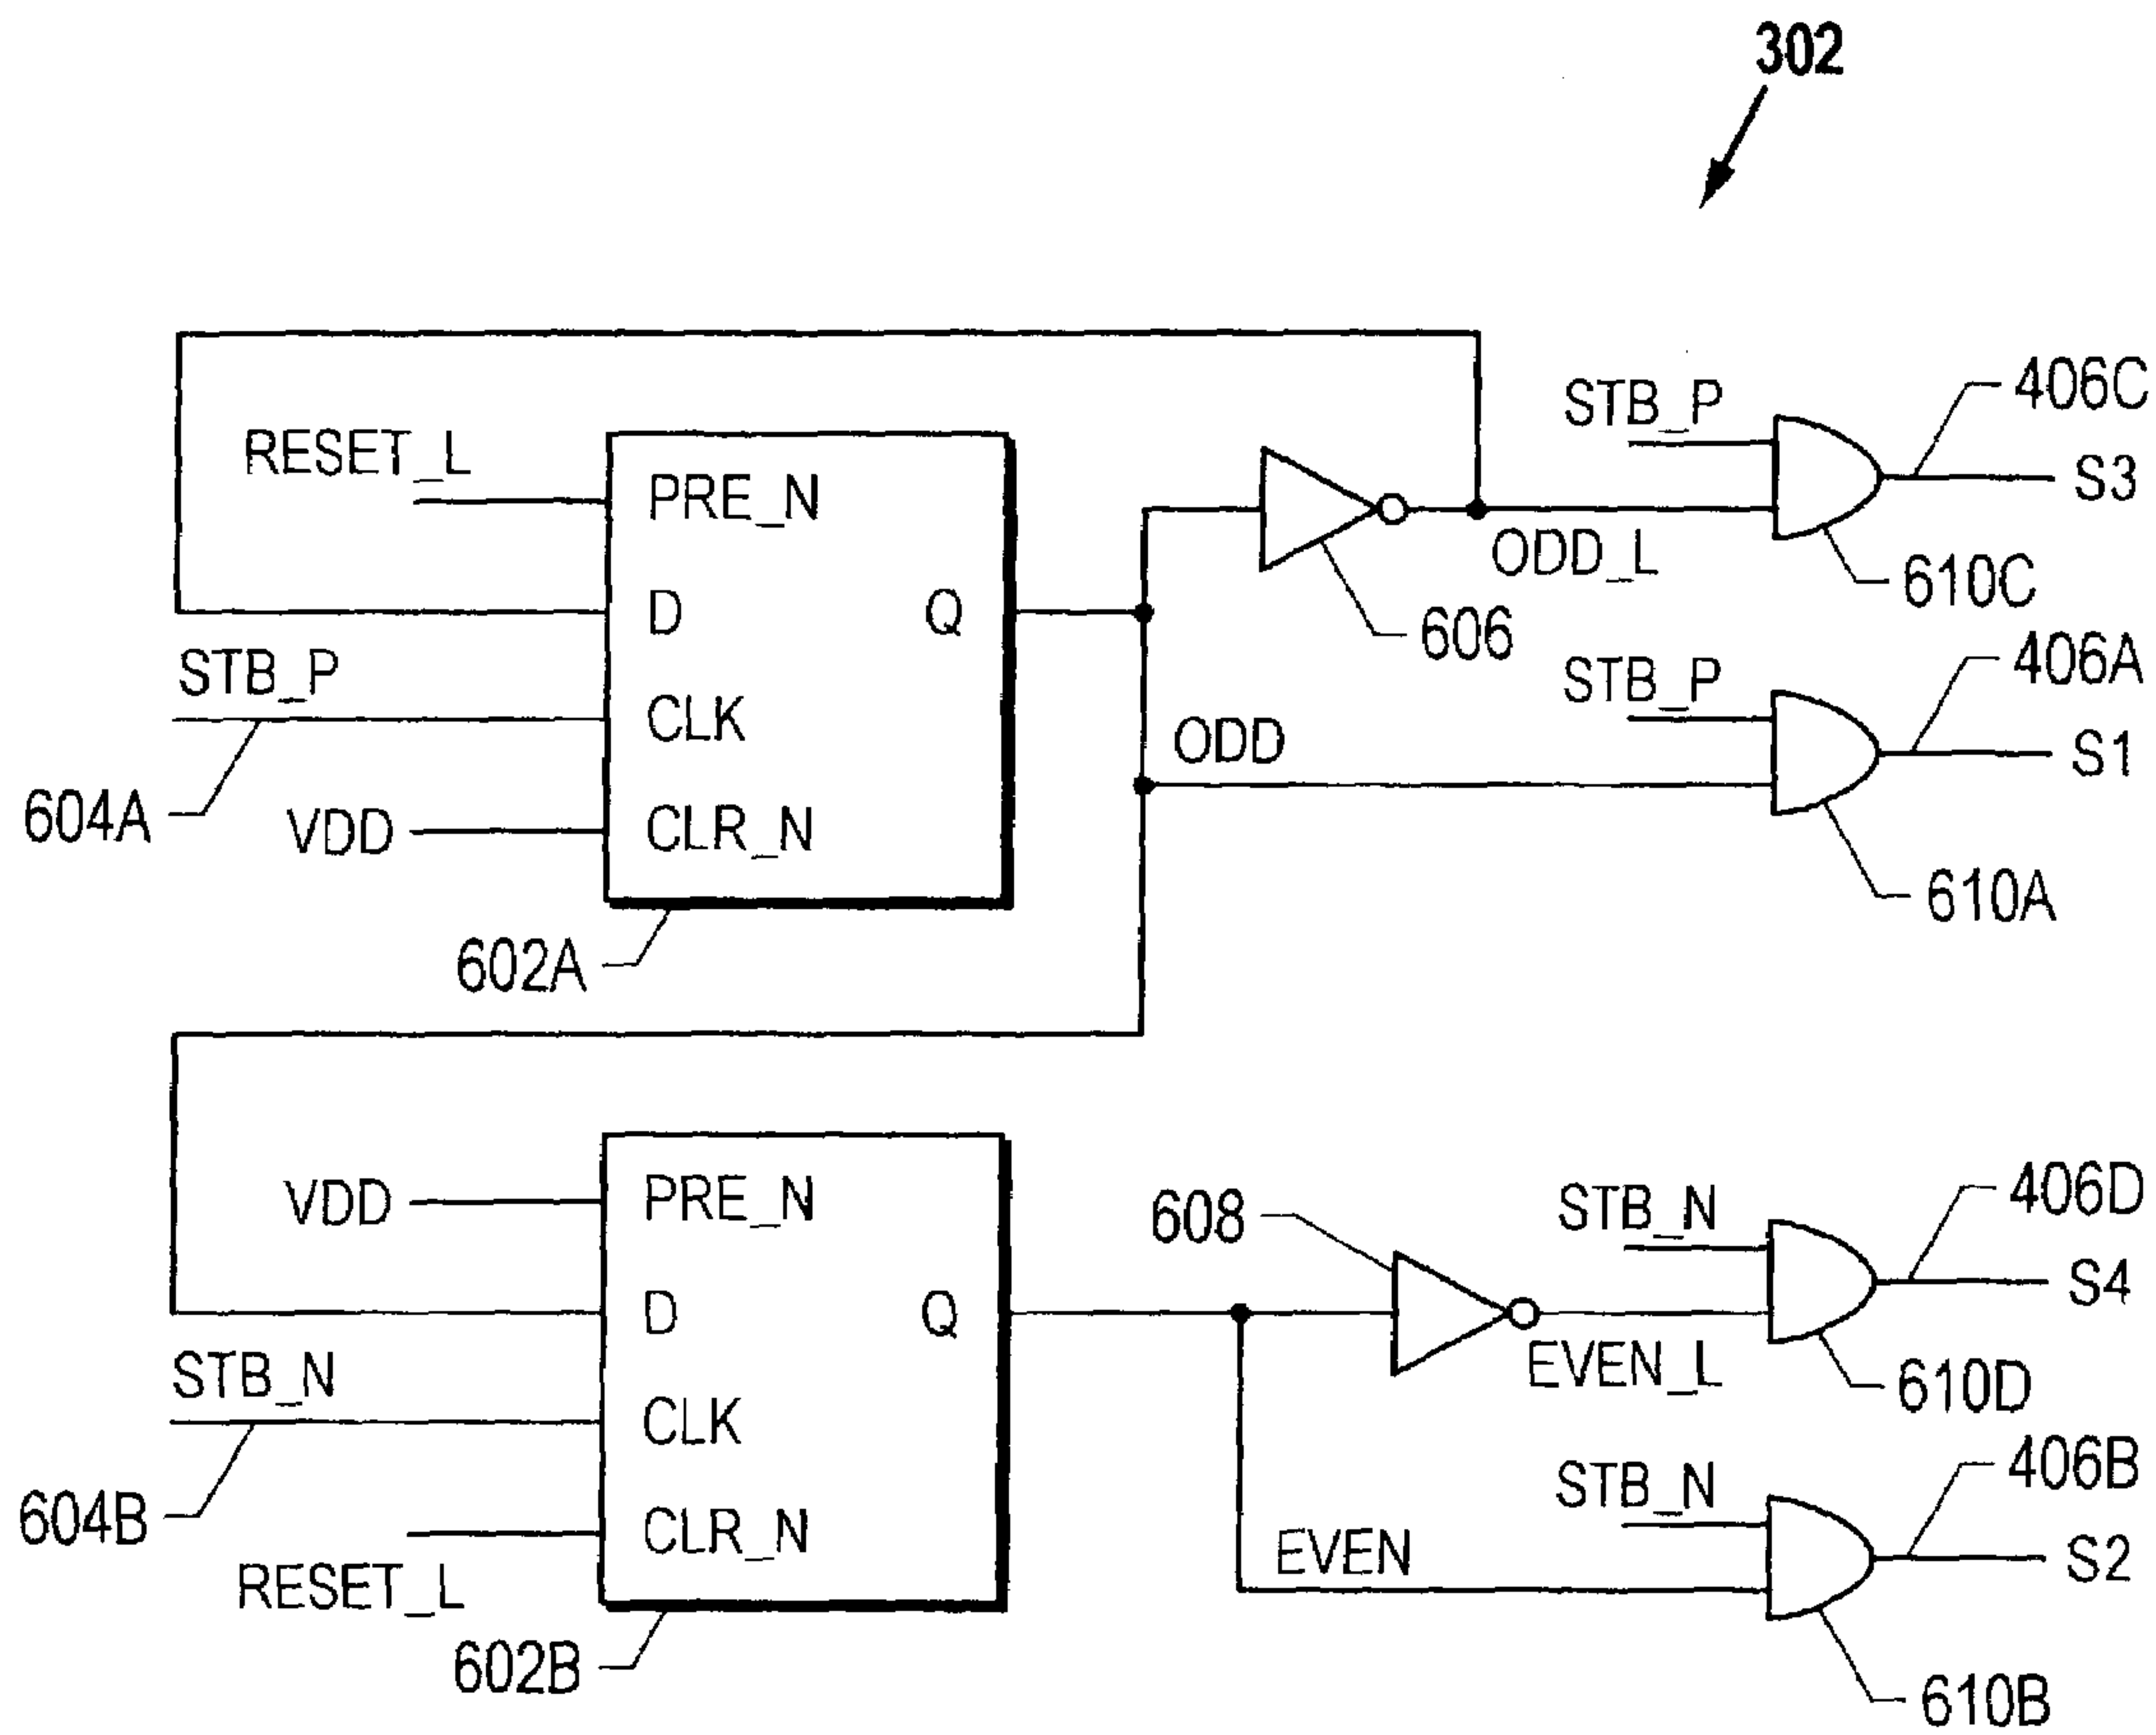 302
406C
STB_P
S3
RESET_L
PRE_N
ODD_L
610C
D
Q
606
STB_P
STB_P
406A
CLK
ODD
S1
604A
VDD
CLR_N
610A
602A
VDD
PRE_N
608
STB_N
406D
S4
D
Q
STB_N
EVEN_L
610D
CLK
406B
STB_N
604B
CLR_N
EVEN
S2
RESET_L
602B
610B